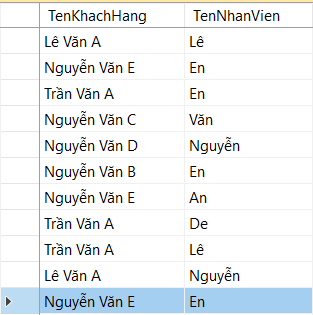 TenKhachHang TenNhanVien
Lê Văn A Lê
Nguyễn Văn E En
Trần Văn A En
Nguyễn Văn C Văn
Nguyễn Văn D Nguyễn
Nguyễn Văn B En
Nguyễn Văn E An
Trần Văn A De
Trần Văn A Lê
Lê Văn A Nguyễn
Nguyễn Văn E En